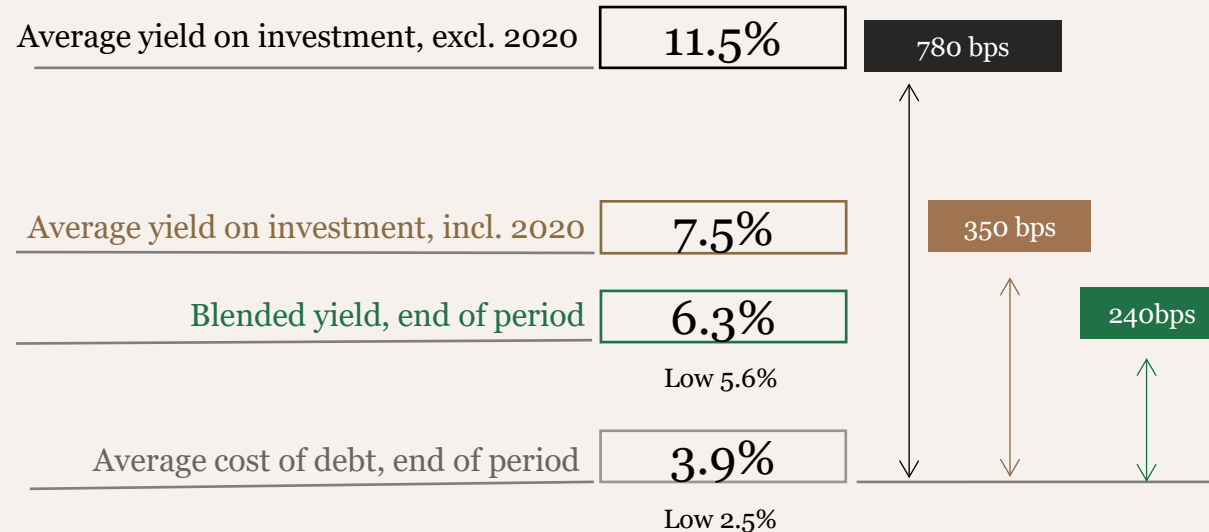 Average yield on investment, excl. 2020 11.5% 780 bps
Average yield on investment, incl. 2020 7.5% 350 bps
Blended yield, end of period 6.3% 240bps
Low 5.6%
Average cost of debt, end of period 3.9%
Low 2.5%